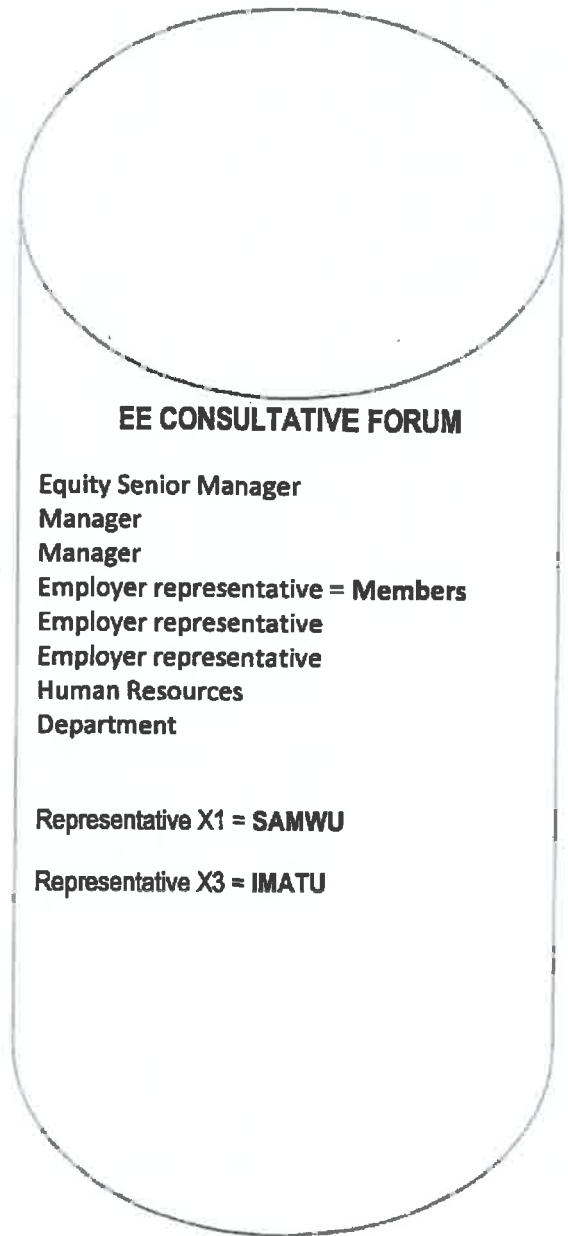 EE CONSULTATIVE FORUM
Equity Senior Manager
Manager
Manager
Employer representative = Members
Employer representative
Employer representative
Human Resources
Department
Representative X1 = SAMWU
Representative X3 = IMATU